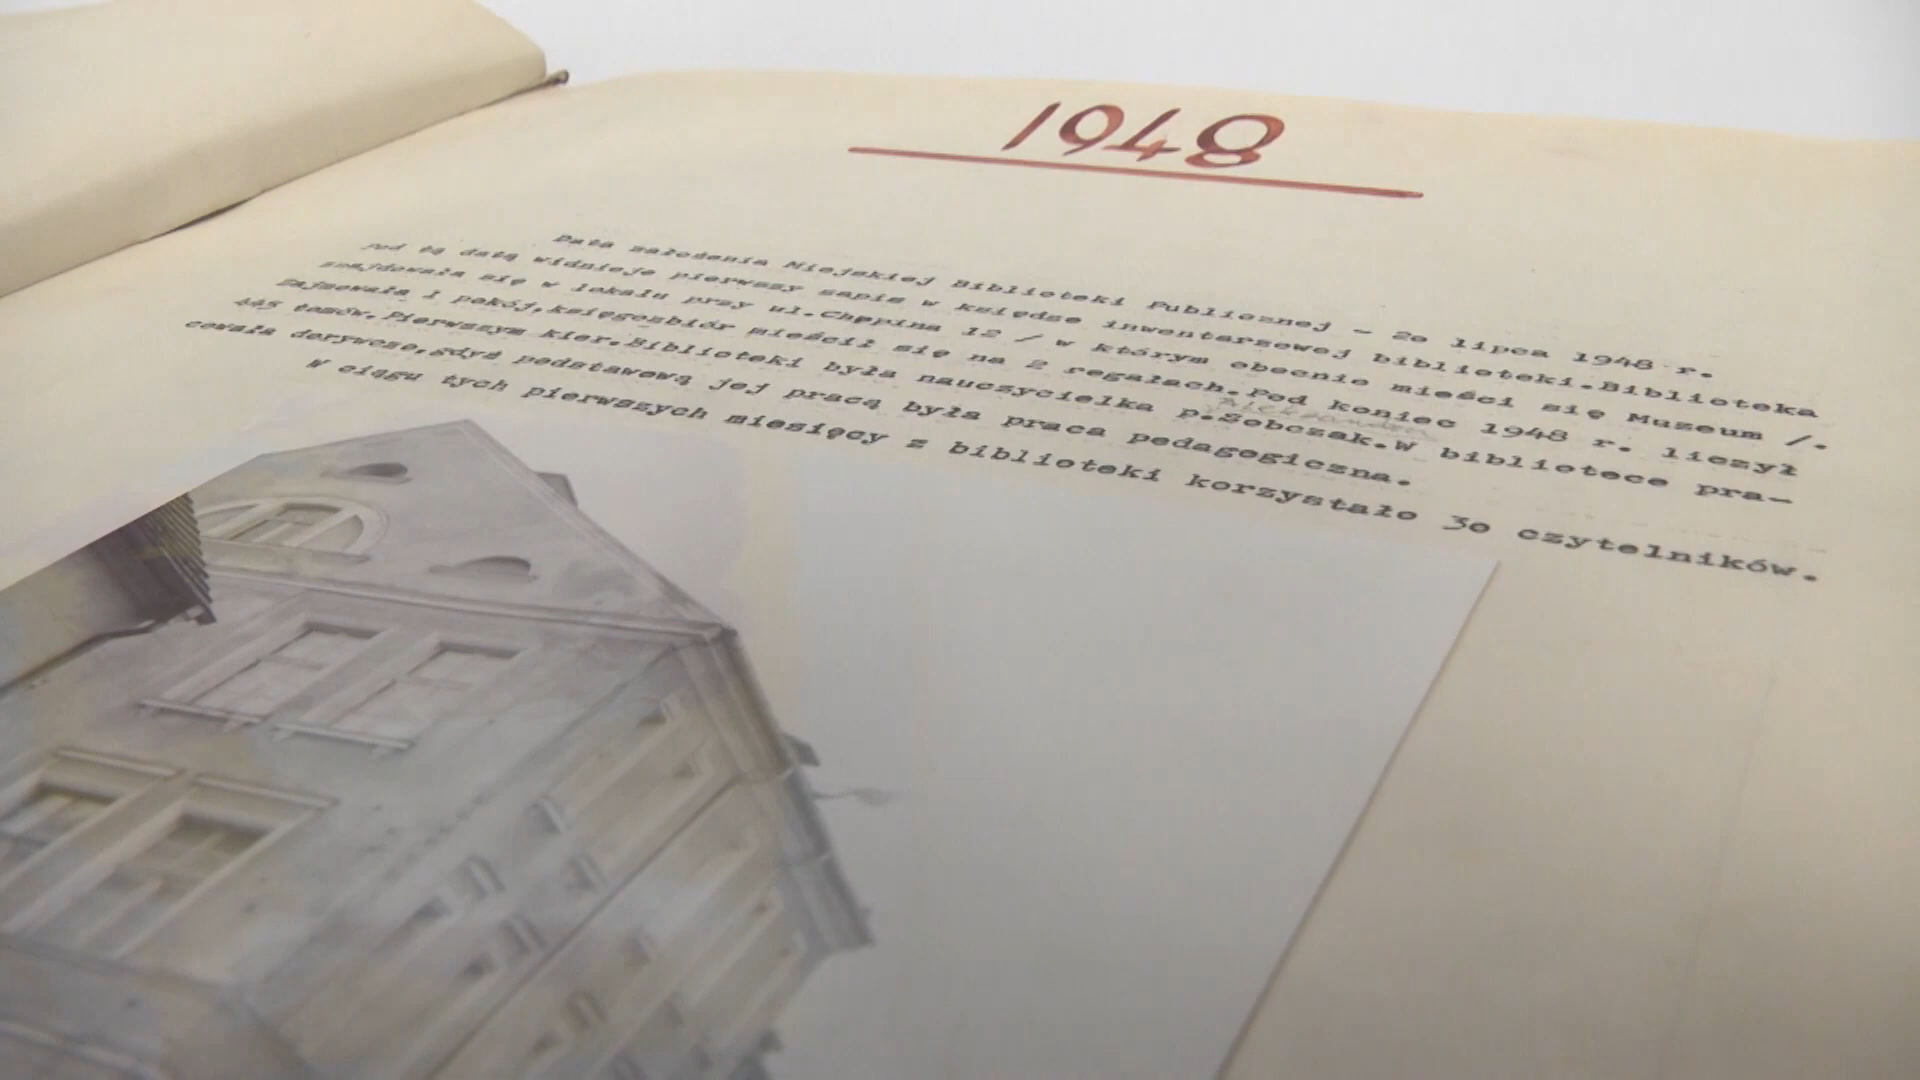 1948
Data założenia Miejskiej Biblioteki Publicznej - 20 lipca 1948 r.
Pod tą datą widnieje pierwszy zapis w księdze inwentarzowej biblioteki.Biblioteka
znajdowała się w lokalu przy ul.Chopina 12 / w którym obecnie mieści się Muzeum /.
Zajmowała 1 pokój,księgozbiór mieścił się na 2 regałach.Pod koniec 1948 r. liczył
445 tomów.Pierwszym kier.Biblioteki była nauczycielka p.Sobczak.W bibliotece pra-
cowała dorywczo,gdyż podstawową jej pracą była praca pedagogiczna.
W ciągu tych pierwszych miesięcy z biblioteki korzystało 30 czytelników.